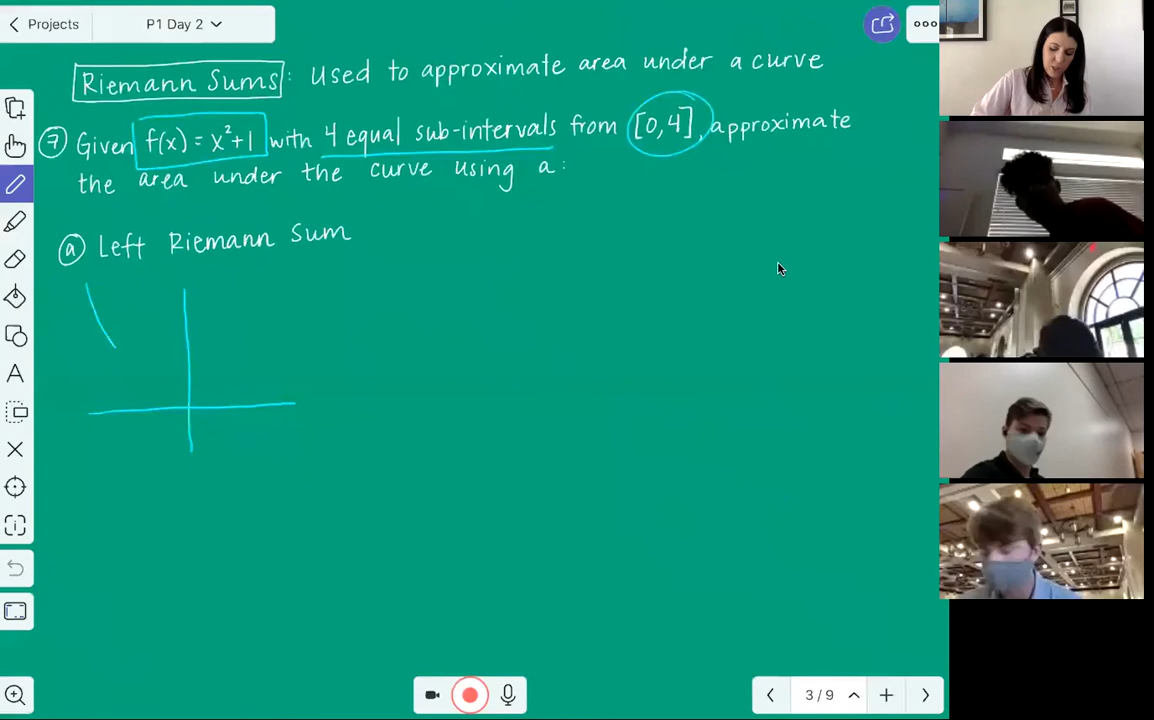 Projects
P1 Day 2
Riemann Sums: Used to approximate area under a curve
7 Given f(x) = x²+1 with 4 equal sub-intervals from [0,4], approximate
the area under the curve using a:
a Left Riemann Sum
A
3 / 9